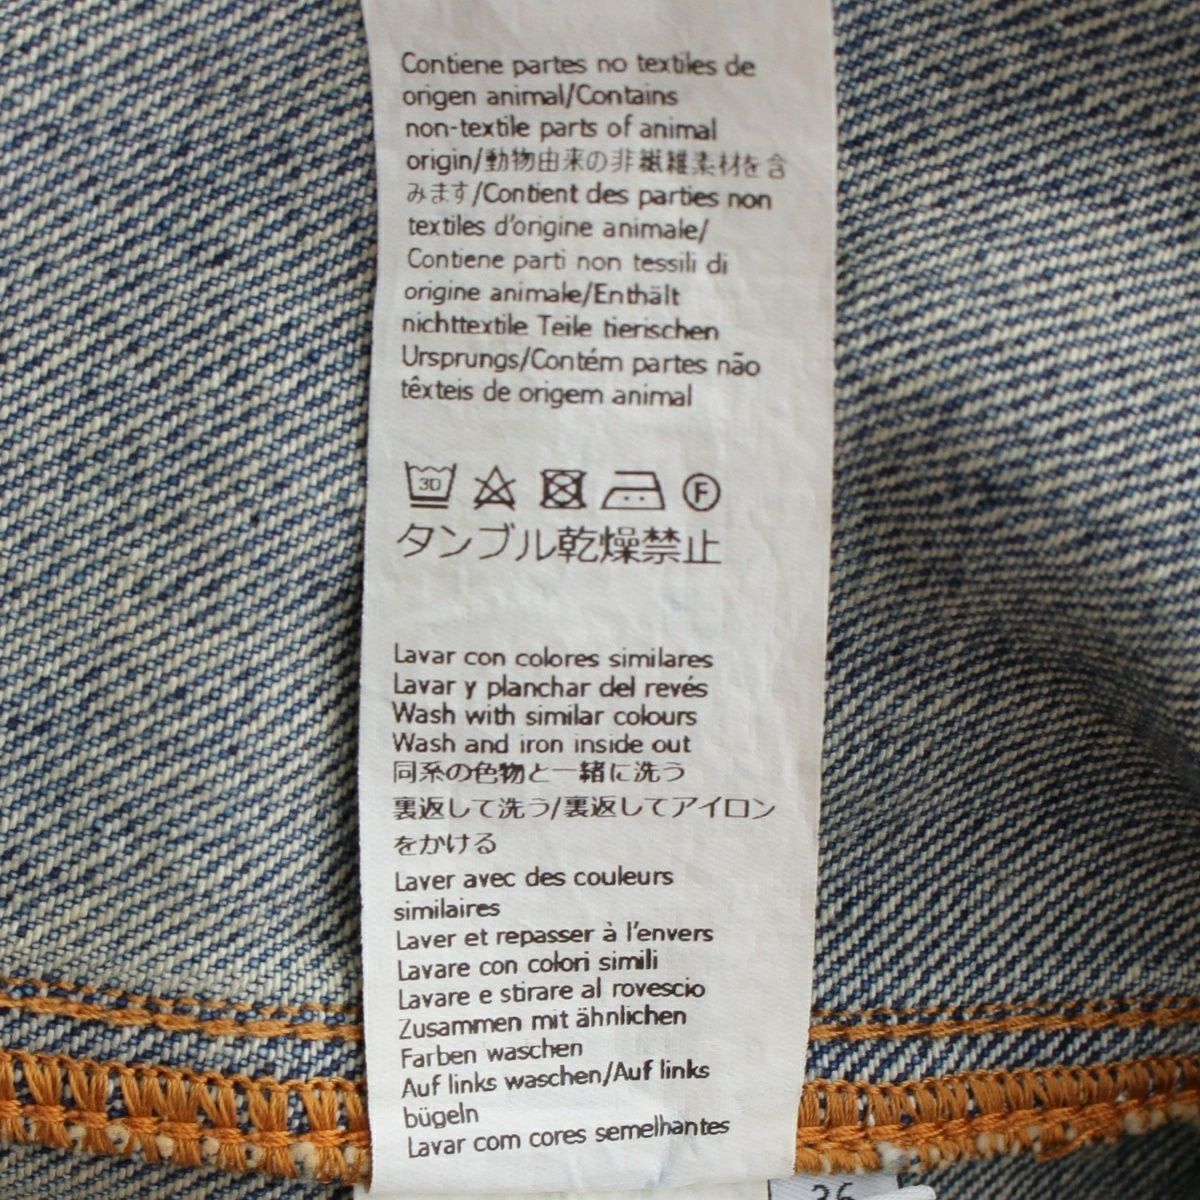 Contiene partes no textiles de
origen animal/Contains
non-textile parts of animal
origin/動物由来の非繊維素材を含
みます/Contient des parties non
textiles d'origine animale/
Contiene parti non tessili di
origine animale/Enthält
nichttextile Teile tierischen
Ursprungs/Contém partes não
têxteis de origem animal
30
F
タンブル乾燥禁止
Lavar con colores similares
Lavar y planchar del revés
Wash with similar colours
Wash and iron inside out
同系の色物と一緒に洗う
裏返して洗う/裏返してアイロン
をかける
Laver avec des couleurs
similaires
Laver et repasser à l'envers
Lavare con colori simili
Lavare e stirare al rovescio
Zusammen mit ähnlichen
Farben waschen
Auf links waschen/Auf links
bügeln
Lavar com cores semelhantes